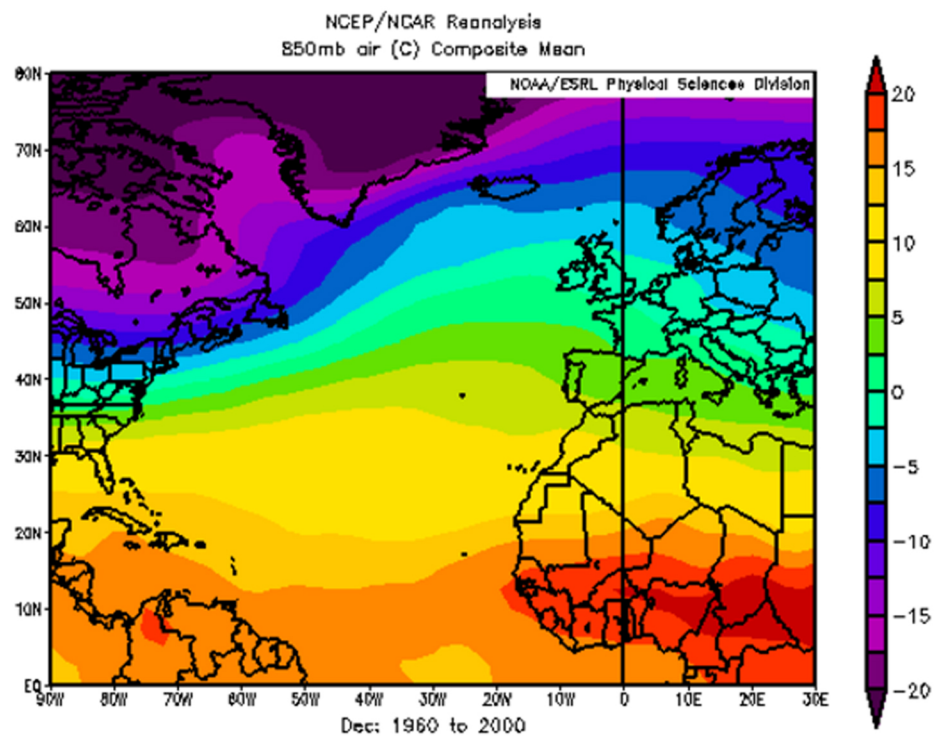 NCEP/NCAR Reanalysis
850mb air (C) Composite Mean
NOAA/ESRL Physical Sciences Division
80N
70N
60N
50N
40N
30N
20N
10N
EQ
90W 80W 70W 60W 50W 40W 30W 20W 10W 0 10E 20E 30E
Dec: 1960 to 2000
20
15
10
5
0
-5
-10
-15
-20